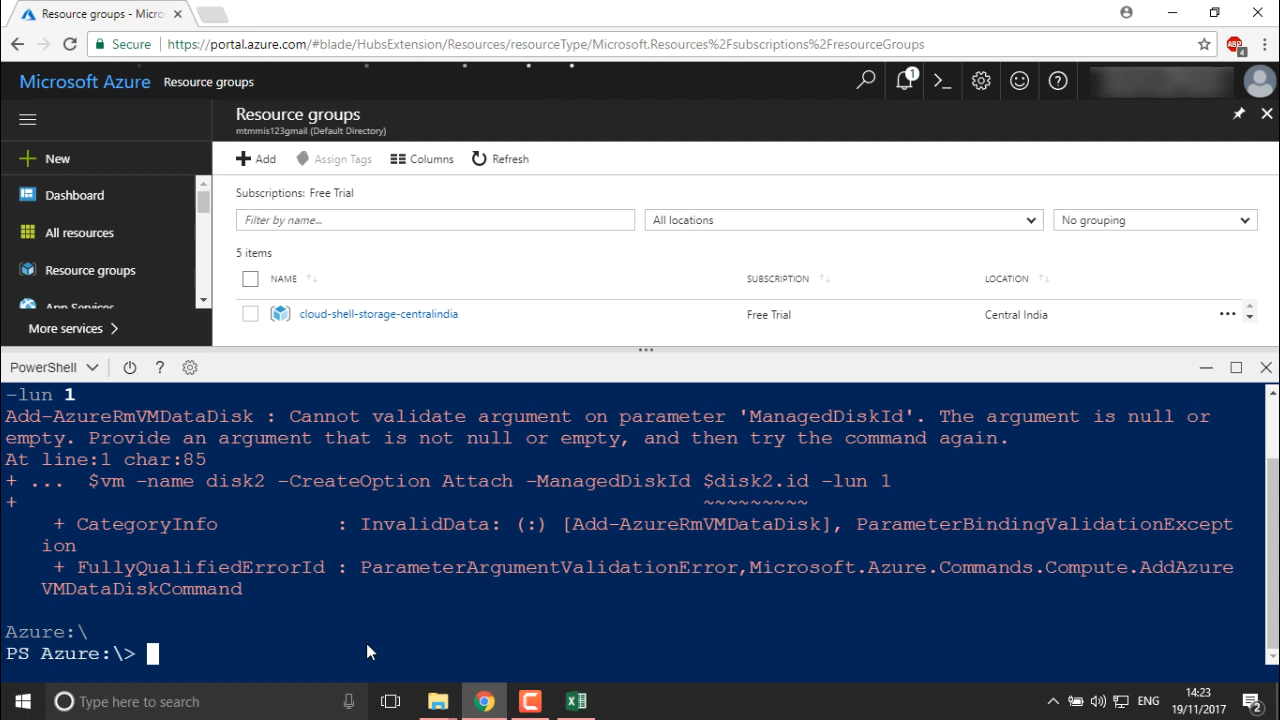 Resource groups - Micro
Secure https://portal.azure.com/#blade/HubsExtension/Resources/resourceType/Microsoft.Resources%2Fsubscriptions%2FresourceGroups
ABP
4
Microsoft Azure Resource groups
1
>_
?
Resource groups
mtmmis123gmail (Default Directory)
New
Dashboard
All resources
Resource groups
App Services
More services
Add Assign Tags Columns Refresh
Subscriptions: Free Trial
Filter by name... All locations No grouping
5 items
NAME SUBSCRIPTION LOCATION
cloud-shell-storage-centralindia Free Trial Central India
PowerShell ?
-lun 1
Add-AzureRmVMDataDisk : Cannot validate argument on parameter 'ManagedDiskId'. The argument is null or
empty. Provide an argument that is not null or empty, and then try the command again.
At line:1 char:85
+ ... $vm -name disk2 -CreateOption Attach -ManagedDiskId $disk2.id -lun 1
+ ~~~~~~~~~
+ CategoryInfo : InvalidData: (:) [Add-AzureRmVMDataDisk], ParameterBindingValidationExcept
ion
+ FullyQualifiedErrorId : ParameterArgumentValidationError,Microsoft.Azure.Commands.Compute.AddAzure
VMDataDiskCommand
Azure:\
PS Azure:\>
Type here to search
ENG
14:23
19/11/2017
2